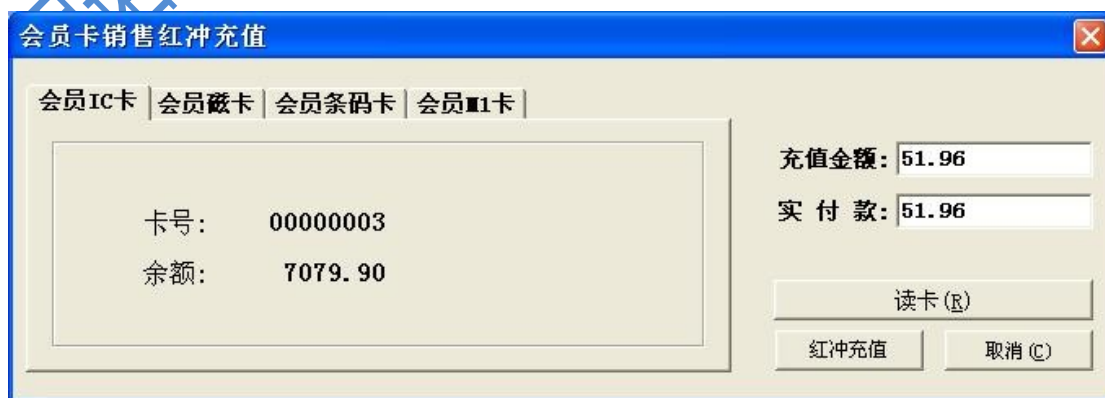 会员卡销售红冲充值
会员IC卡 会员磁卡 会员条码卡 会员M1卡
充值金额: 51.96
实 付 款: 51.96
卡号: 00000003
余额: 7079.90
读卡(R)
红冲充值 取消(C)